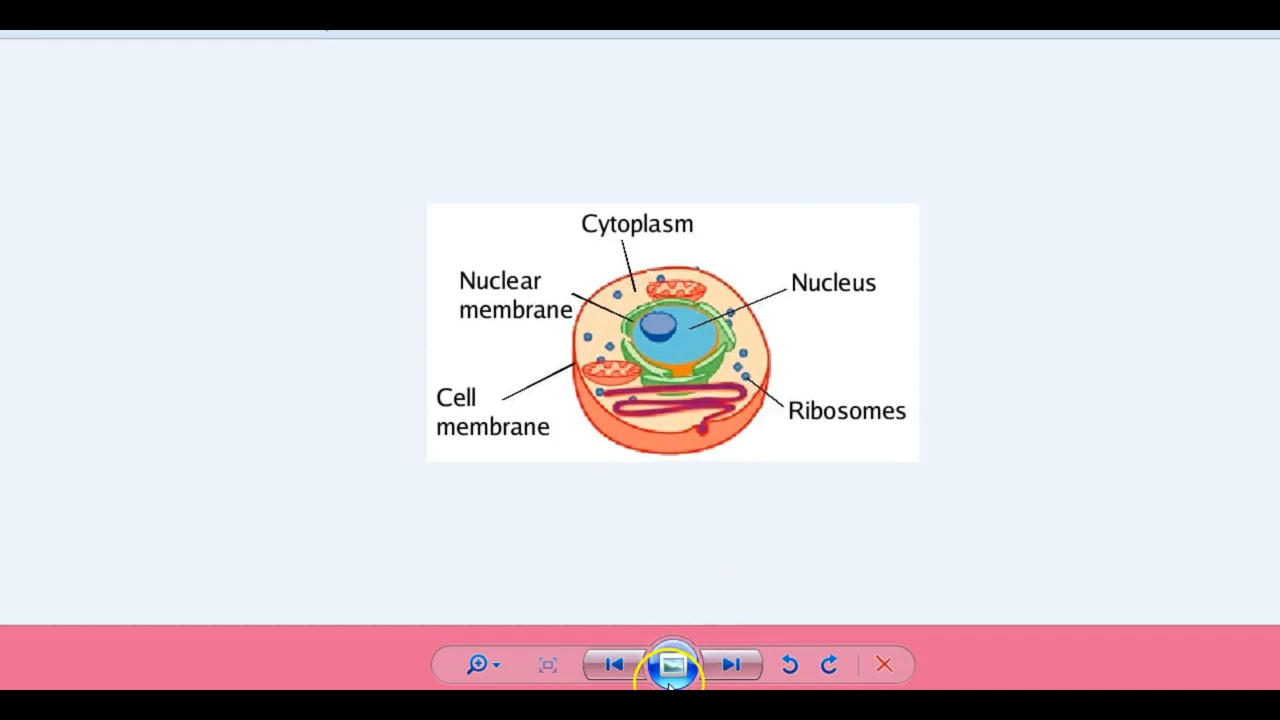 Cytoplasm
Nuclear
membrane
Nucleus
Cell
membrane
Ribosomes